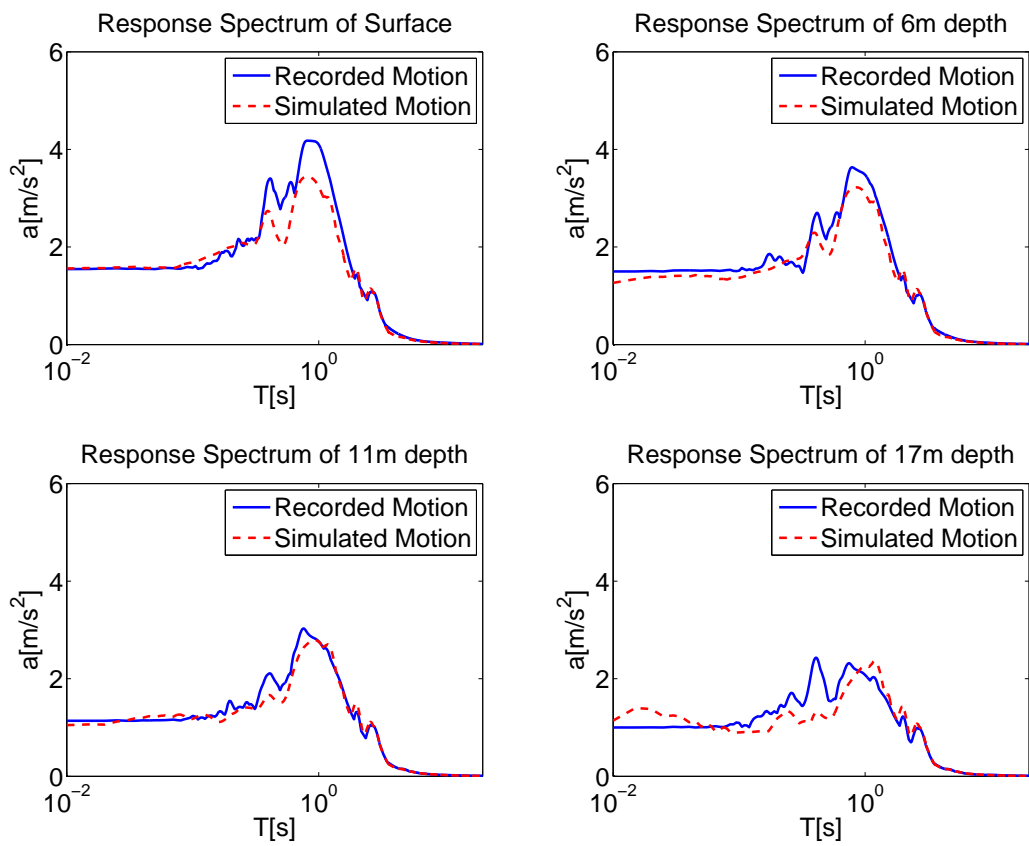 Response Spectrum of Surface
6
Recorded Motion
Simulated Motion
4
a[m/s²]
2
0
10⁻²
10⁰
T[s]
Response Spectrum of 6m depth
6
Recorded Motion
Simulated Motion
4
a[m/s²]
2
0
10⁻²
10⁰
T[s]
Response Spectrum of 11m depth
6
Recorded Motion
Simulated Motion
4
a[m/s²]
2
0
10⁻²
10⁰
T[s]
Response Spectrum of 17m depth
6
Recorded Motion
Simulated Motion
4
a[m/s²]
2
0
10⁻²
10⁰
T[s]